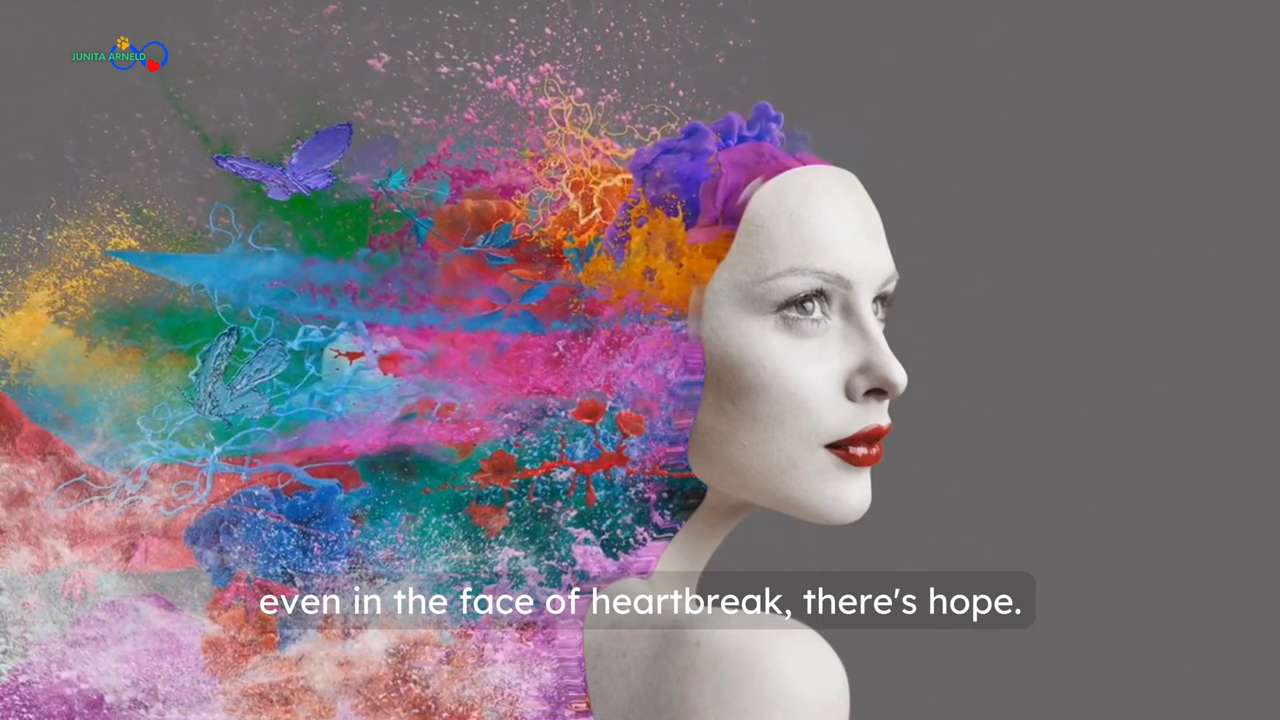 JUNITA ARNELD
even in the face of heartbreak, there's hope.